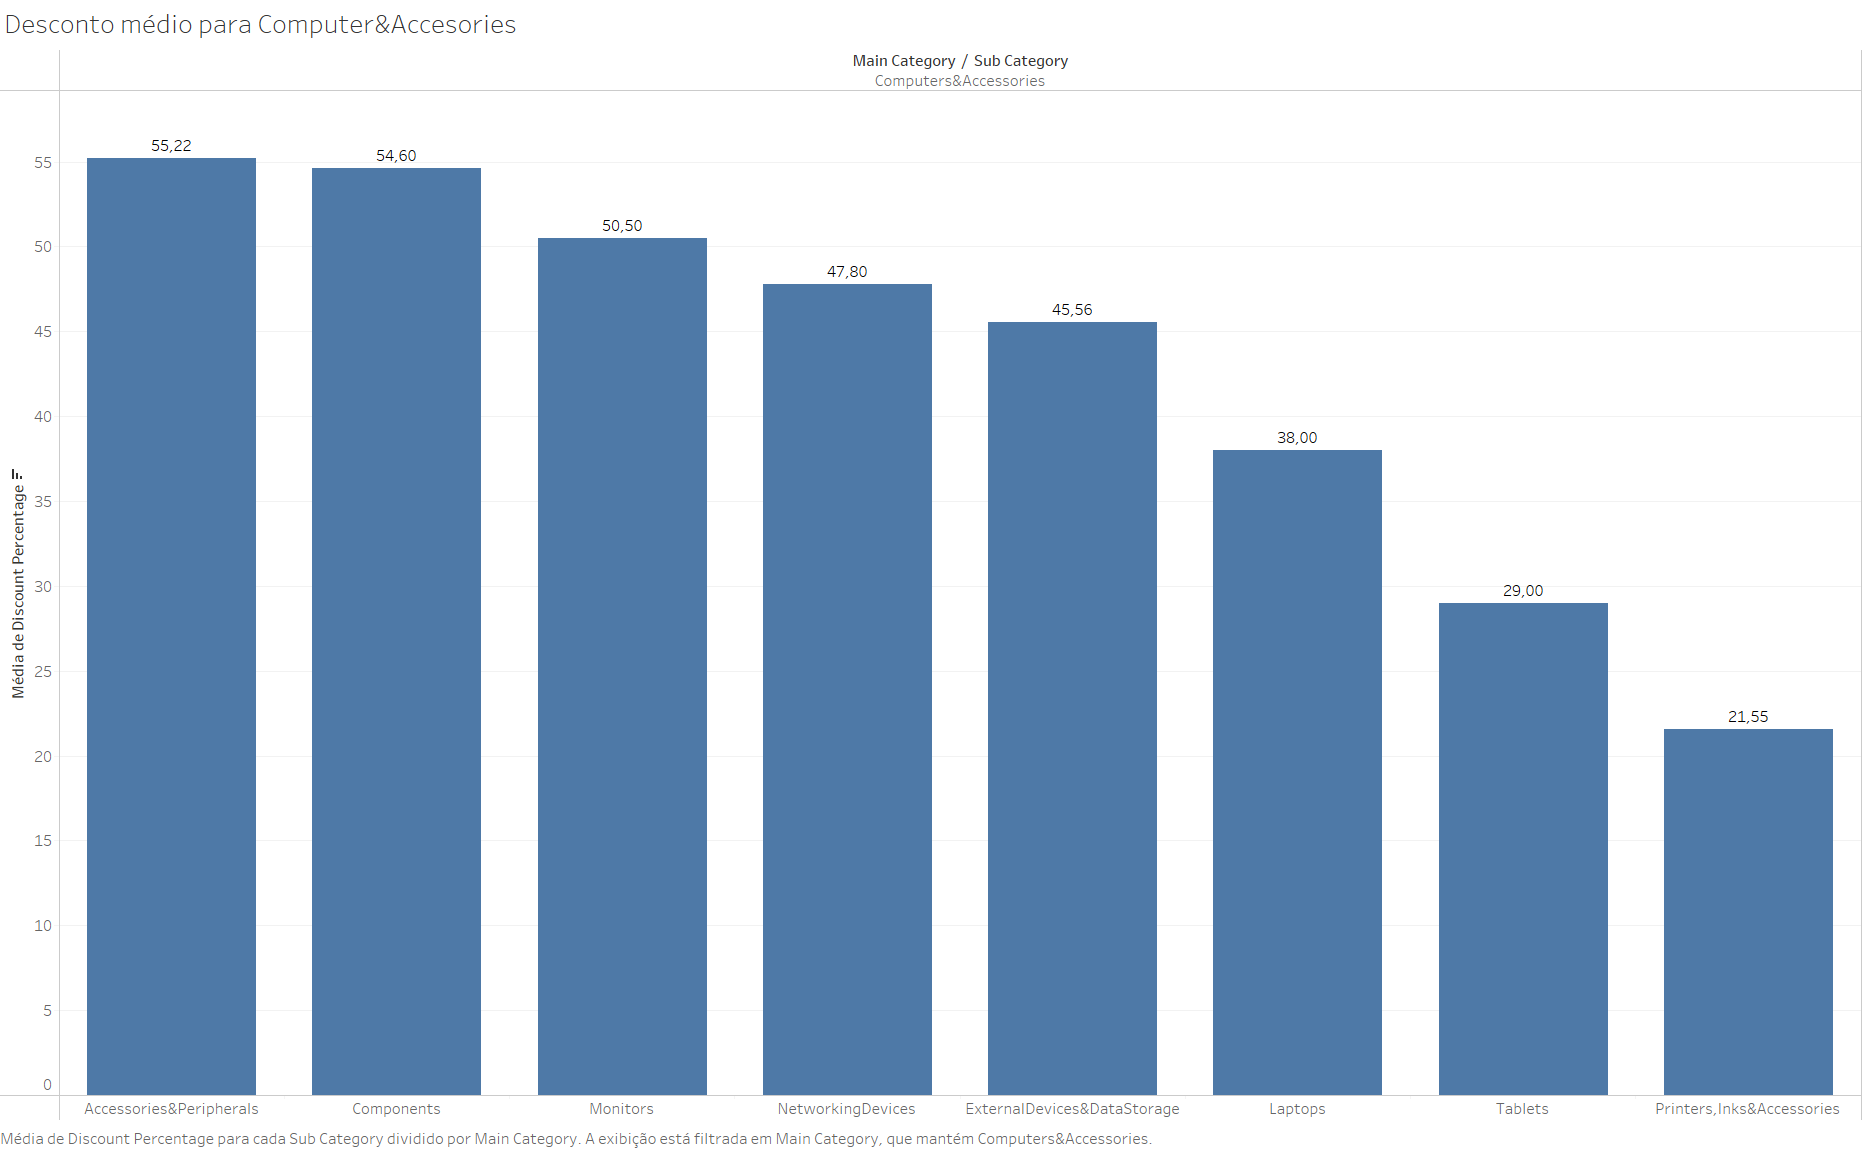 Desconto médio para Computer&Accesories
Main Category / Sub Category
Computers&Accessories
Média de Discount Percentage
55
50
45
40
35
30
25
20
15
10
5
0
55,22
54,60
50,50
47,80
45,56
38,00
29,00
21,55
Accessories&Peripherals
Components
Monitors
NetworkingDevices
ExternalDevices&DataStorage
Laptops
Tablets
Printers,Inks&Accessories
Média de Discount Percentage para cada Sub Category dividido por Main Category. A exibição está filtrada em Main Category, que mantém Computers&Accessories.